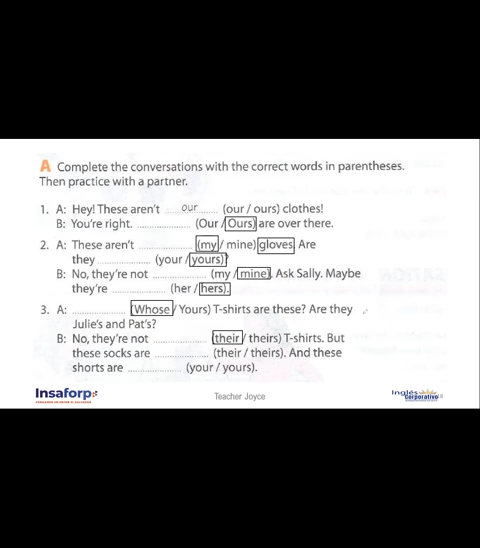 A Complete the conversations with the correct words in parentheses.
Then practice with a partner.
1. A: Hey! These aren't ....our.... (our / ours) clothes!
B: You're right. .................. (Our / Ours) are over there.
2. A: These aren't .................. (my / mine) gloves. Are
they .................. (your / yours)?
B: No, they're not .................. (my / mine). Ask Sally. Maybe
they're .................. (her / hers).
3. A: .................. (Whose / Yours) T-shirts are these? Are they
Julie's and Pat's?
B: No, they're not .................. (their / theirs) T-shirts. But
these socks are .................. (their / theirs). And these
shorts are .................. (your / yours).
Insaforp
Teacher Joyce
Inglés
Corporativo